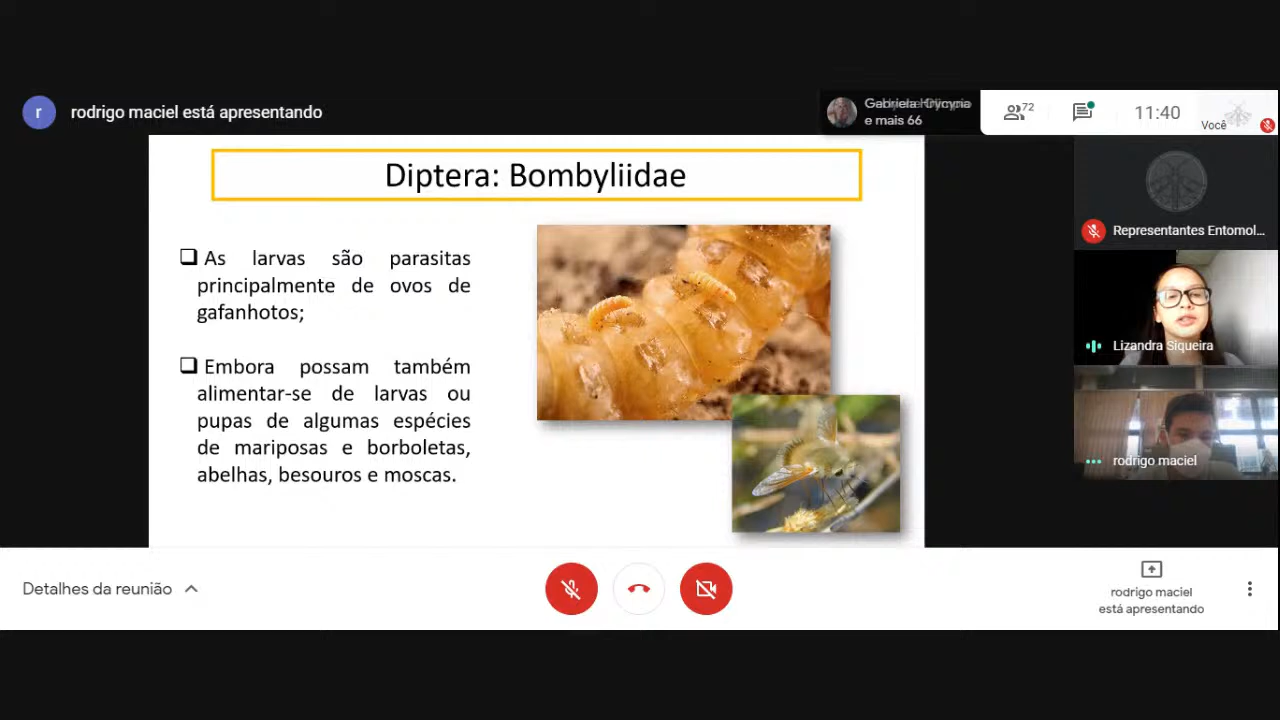 r
rodrigo maciel está apresentando
e mais 66
72
11:40
Você
Diptera: Bombyliidae
As larvas são parasitas
principalmente de ovos de
gafanhotos;
Embora possam também
alimentar-se de larvas ou
pupas de algumas espécies
de mariposas e borboletas,
abelhas, besouros e moscas.
Representantes Entomol...
Lizandra Siqueira
rodrigo maciel
Detalhes da reunião
rodrigo maciel
está apresentando